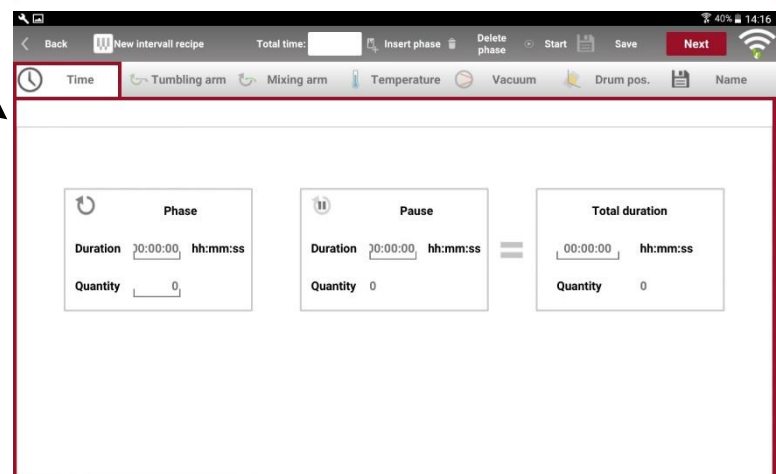 40% 14:16
Back New intervall recipe Total time: Insert phase Delete phase Start Save Next
Time Tumbling arm Mixing arm Temperature Vacuum Drum pos. Name
Phase Pause Total duration
Duration 00:00:00 hh:mm:ss Duration 00:00:00 hh:mm:ss 00:00:00 hh:mm:ss
Quantity 0 Quantity 0 Quantity 0